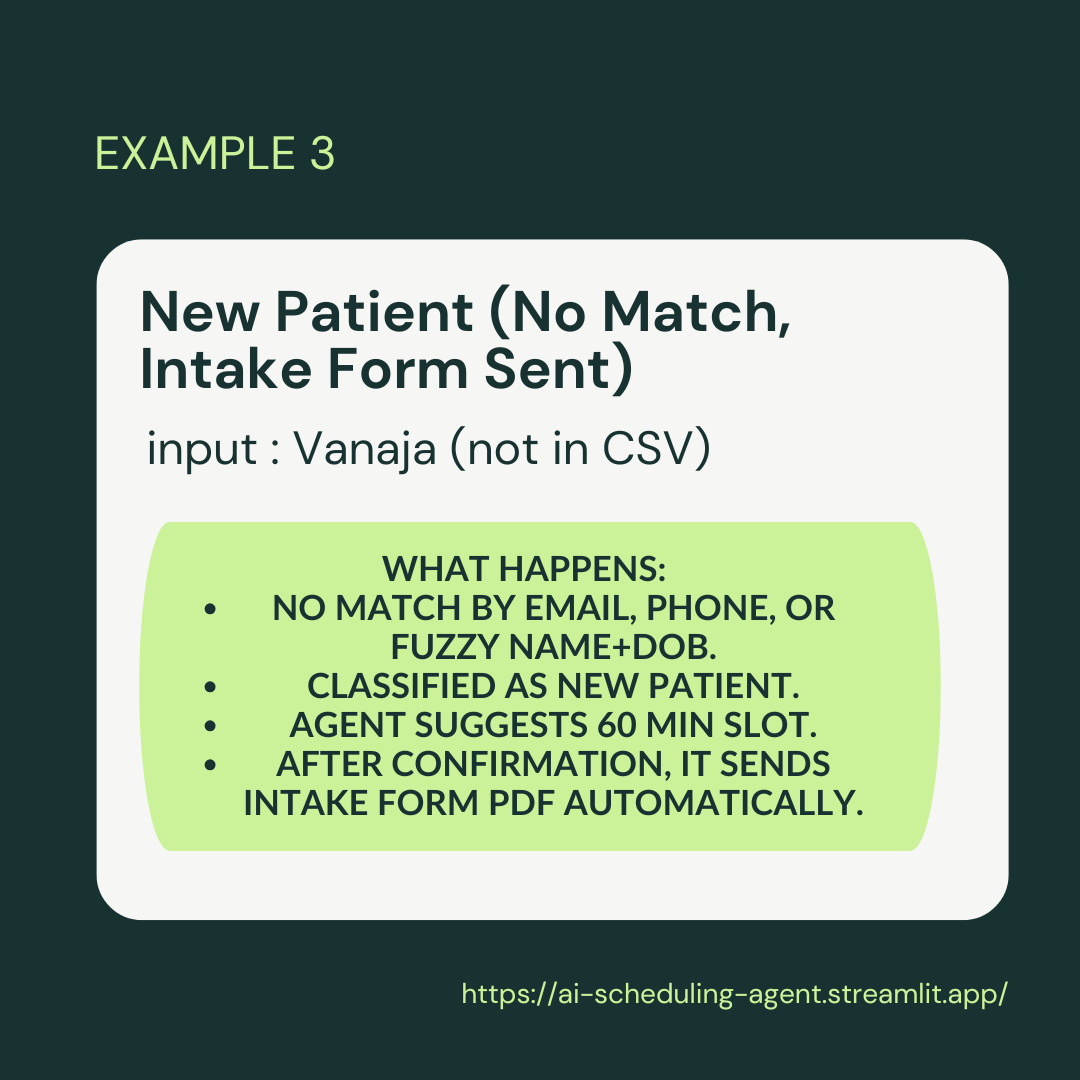 EXAMPLE 3
New Patient (No Match,
Intake Form Sent)
input : Vanaja (not in CSV)
WHAT HAPPENS:
• NO MATCH BY EMAIL, PHONE, OR
FUZZY NAME+DOB.
• CLASSIFIED AS NEW PATIENT.
• AGENT SUGGESTS 60 MIN SLOT.
• AFTER CONFIRMATION, IT SENDS
INTAKE FORM PDF AUTOMATICALLY.
https://ai-scheduling-agent.streamlit.app/